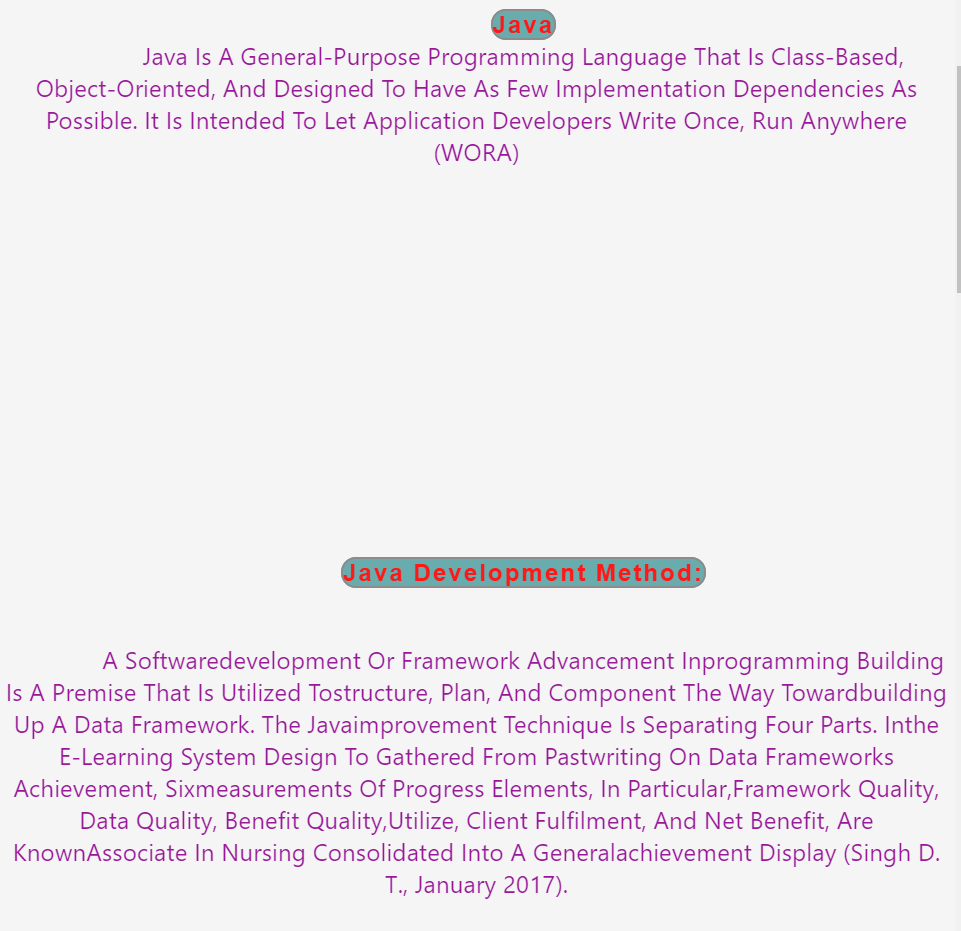 Java
Java Is A General-Purpose Programming Language That Is Class-Based,
Object-Oriented, And Designed To Have As Few Implementation Dependencies As
Possible. It Is Intended To Let Application Developers Write Once, Run Anywhere
(WORA)
Java Development Method:
A Softwaredevelopment Or Framework Advancement Inprogramming Building
Is A Premise That Is Utilized Tostructure, Plan, And Component The Way Towardbuilding
Up A Data Framework. The Javaimprovement Technique Is Separating Four Parts. Inthe
E-Learning System Design To Gathered From Pastwriting On Data Frameworks
Achievement, Sixmeasurements Of Progress Elements, In Particular,Framework Quality,
Data Quality, Benefit Quality,Utilize, Client Fulfilment, And Net Benefit, Are
KnownAssociate In Nursing Consolidated Into A Generalachievement Display (Singh D.
T., January 2017).